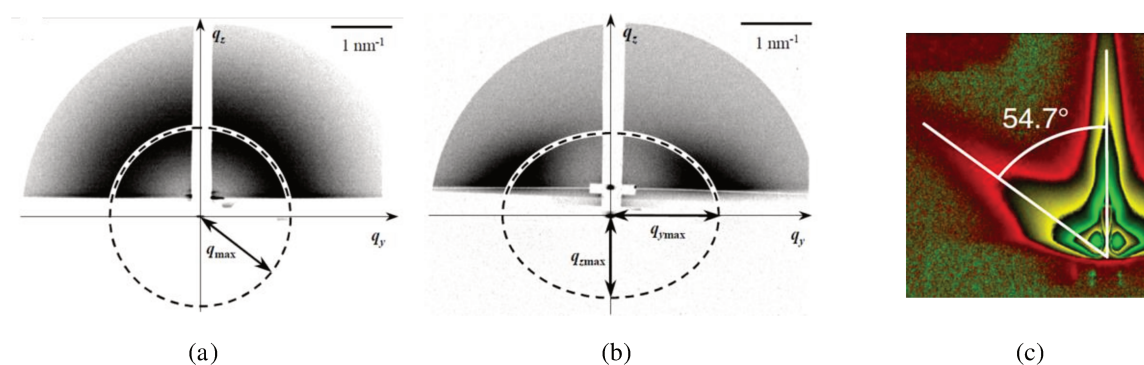 q_z
1 nm⁻¹
q_y
q_max
(a)
q_z
1 nm⁻¹
q_y
q_ymax
q_zmax
(b)
54.7°
(c)